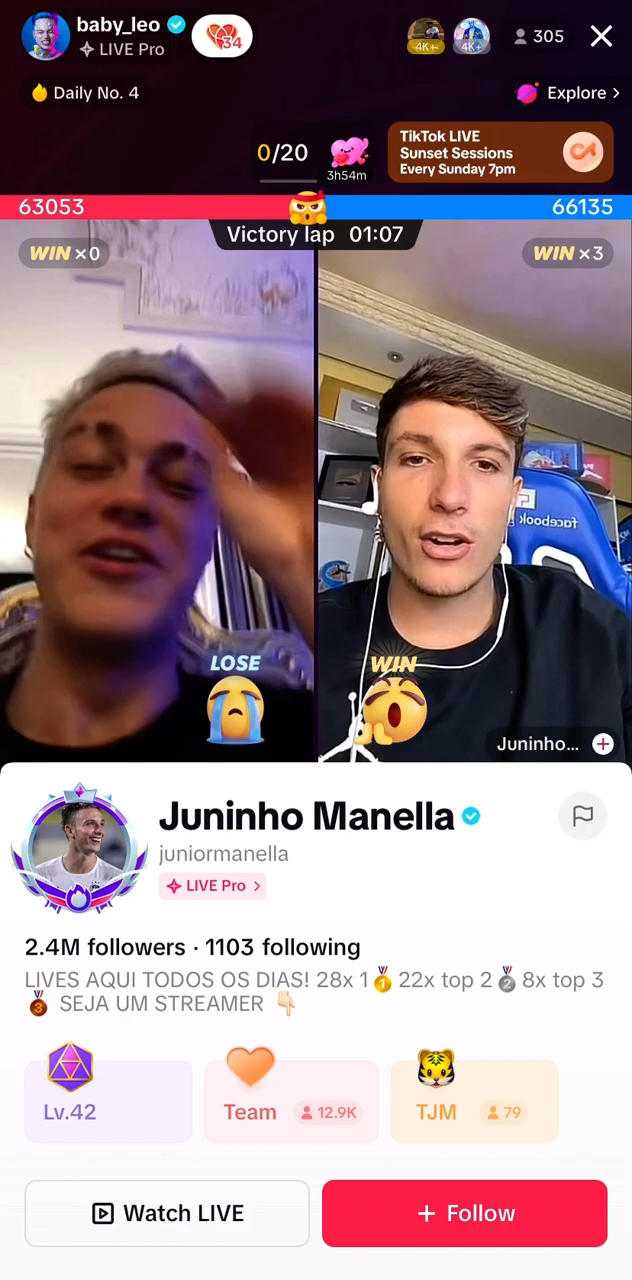 baby_leo
LIVE Pro
34
4K+
4K+
305
Daily No. 4
Explore >
0/20
3h54m
TikTok LIVE
Sunset Sessions
Every Sunday 7pm
63053
66135
Victory lap 01:07
WIN ×0
WIN ×3
facebook
LOSE
WIN
Juninho...
Juninho Manella
juniormanella
LIVE Pro >
2.4M followers · 1103 following
LIVES AQUI TODOS OS DIAS! 28x 1🥇 22x top 2🥈 8x top 3
🥉 SEJA UM STREAMER 👇🏻
Lv.42
Team 12.9K
TJM 79
Watch LIVE
+ Follow